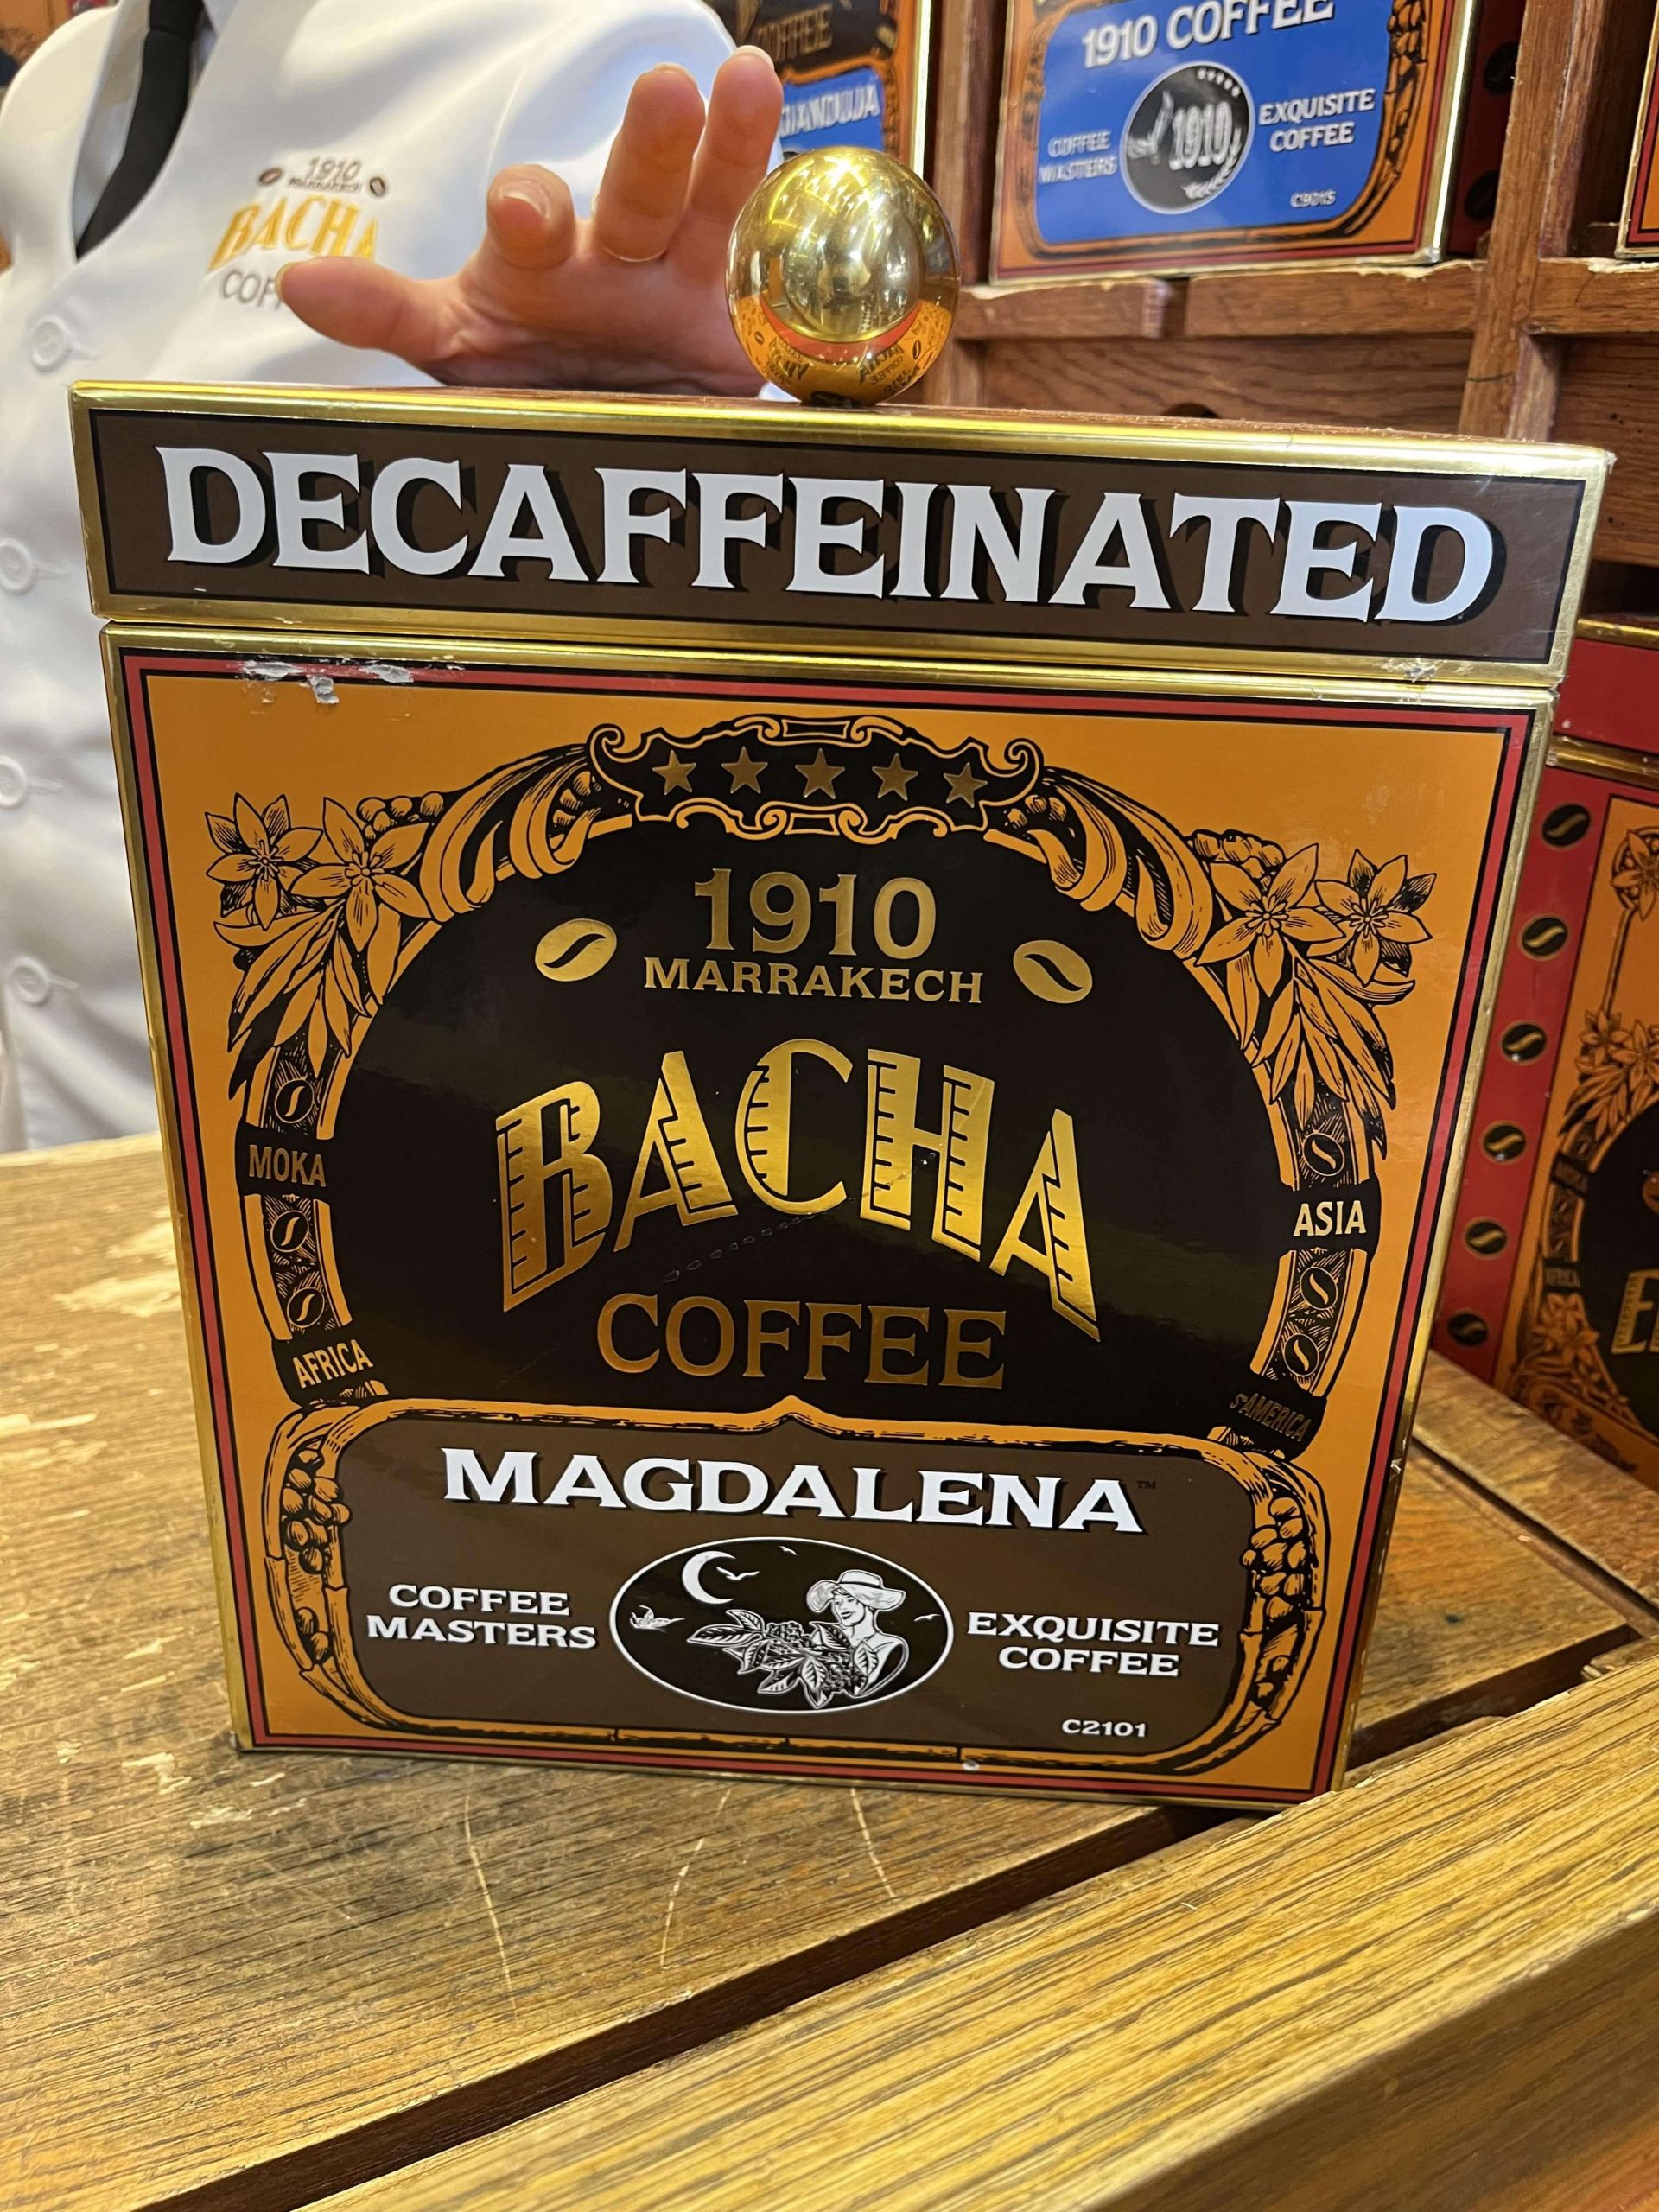 1910
MARRAKECH
BACHA
COFFEE
GIANDUJA
1910 COFFEE
COFFEE
MASTERS
1910
EXQUISITE
COFFEE
DECAFFEINATED
1910
MARRAKECH
BACHA
COFFEE
MOKA
AFRICA
ASIA
S.AMERICA
MAGDALENA™
COFFEE
MASTERS
EXQUISITE
COFFEE
C2101